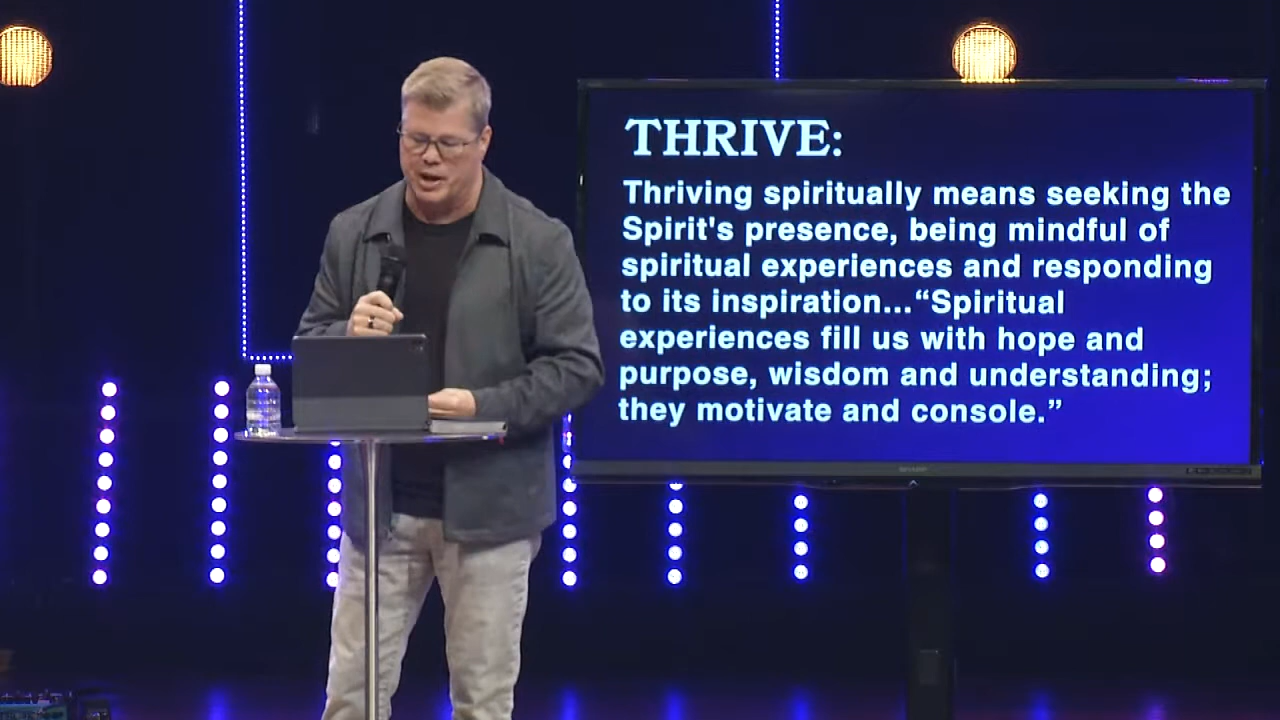 THRIVE:
Thriving spiritually means seeking the
Spirit's presence, being mindful of
spiritual experiences and responding
to its inspiration...“Spiritual
experiences fill us with hope and
purpose, wisdom and understanding;
they motivate and console.”
SHARP